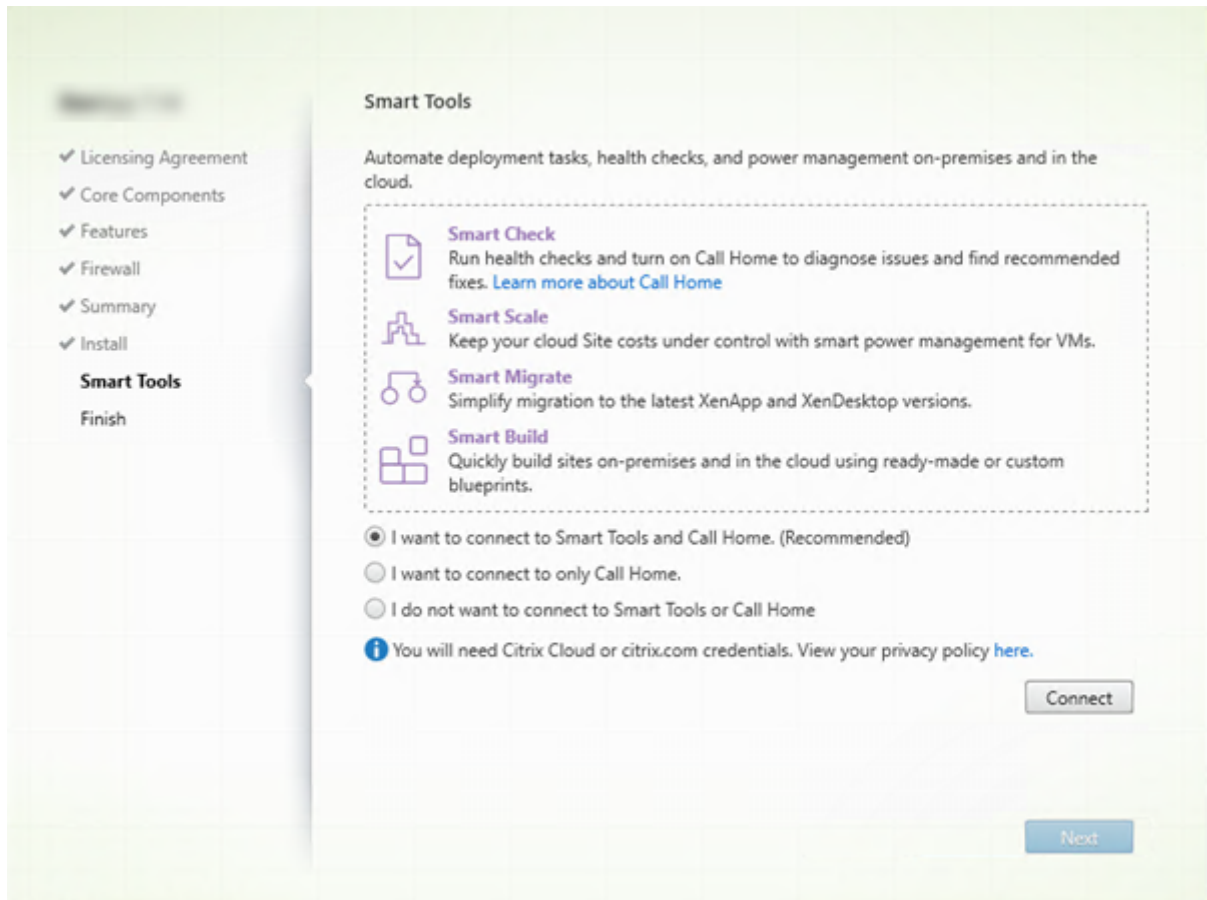 Licensing Agreement
Core Components
Features
Firewall
Summary
Install
Smart Tools
Finish
Smart Tools
Automate deployment tasks, health checks, and power management on-premises and in the
cloud.
Smart Check
Run health checks and turn on Call Home to diagnose issues and find recommended
fixes. Learn more about Call Home
Smart Scale
Keep your cloud Site costs under control with smart power management for VMs.
Smart Migrate
Simplify migration to the latest XenApp and XenDesktop versions.
Smart Build
Quickly build sites on-premises and in the cloud using ready-made or custom
blueprints.
I want to connect to Smart Tools and Call Home. (Recommended)
I want to connect to only Call Home.
I do not want to connect to Smart Tools or Call Home
You will need Citrix Cloud or citrix.com credentials. View your privacy policy here.
Connect
Next